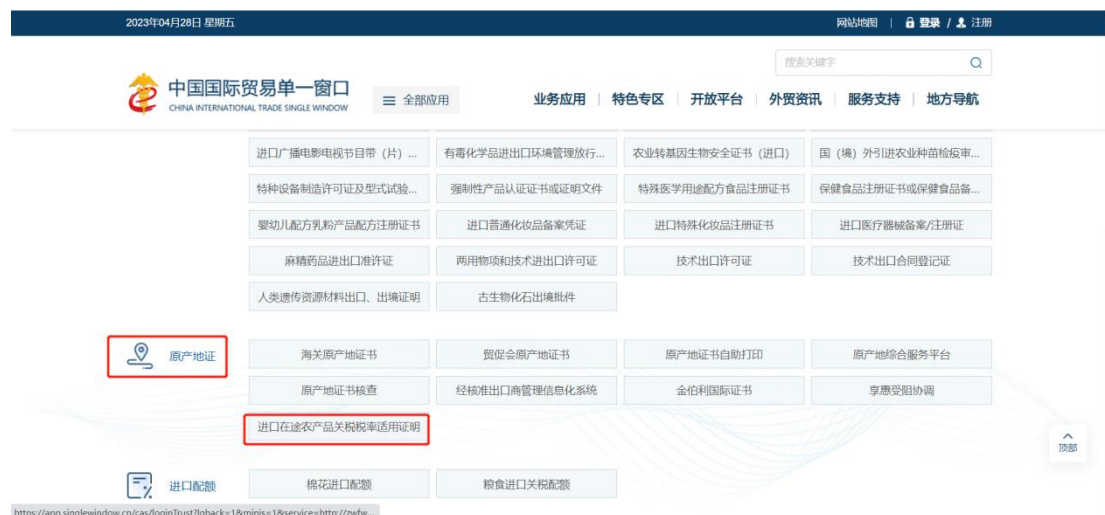 2023年04月28日 星期五
网站地图 | 登录 / 注册
搜索关键字
中国国际贸易单一窗口
CHINA INTERNATIONAL TRADE SINGLE WINDOW
全部应用
业务应用 | 特色专区 | 开放平台 | 外贸资讯 | 服务支持 | 地方导航
进口广播电影电视节目带（片）... 有毒化学品进出口环境管理放行... 农业转基因生物安全证书（进口） 国（境）外引进农业种苗检疫审...
特种设备制造许可证及型式试验... 强制性产品认证证书或证明文件 特殊医学用途配方食品注册证书 保健食品注册证书或保健食品备...
婴幼儿配方乳粉产品配方注册证书 进口普通化妆品备案凭证 进口特殊化妆品注册证书 进口医疗器械备案/注册证
麻精药品进出口准许证 两用物项和技术进出口许可证 技术出口许可证 技术出口合同登记证
人类遗传资源材料出口、出境证明 古生物化石出境批件
原产地证 海关原产地证书 贸促会原产地证书 原产地证书自助打印 原产地综合服务平台
原产地证书核查 经核准出口商管理信息化系统 金伯利国际证书 享惠受阻协调
进口在途农产品关税税率适用证明
顶部
进口配额 棉花进口配额 粮食进口关税配额
https://app.singlewindow.cn/cas/loginTrust?logback=1&minis=1&service=http://zwfw...